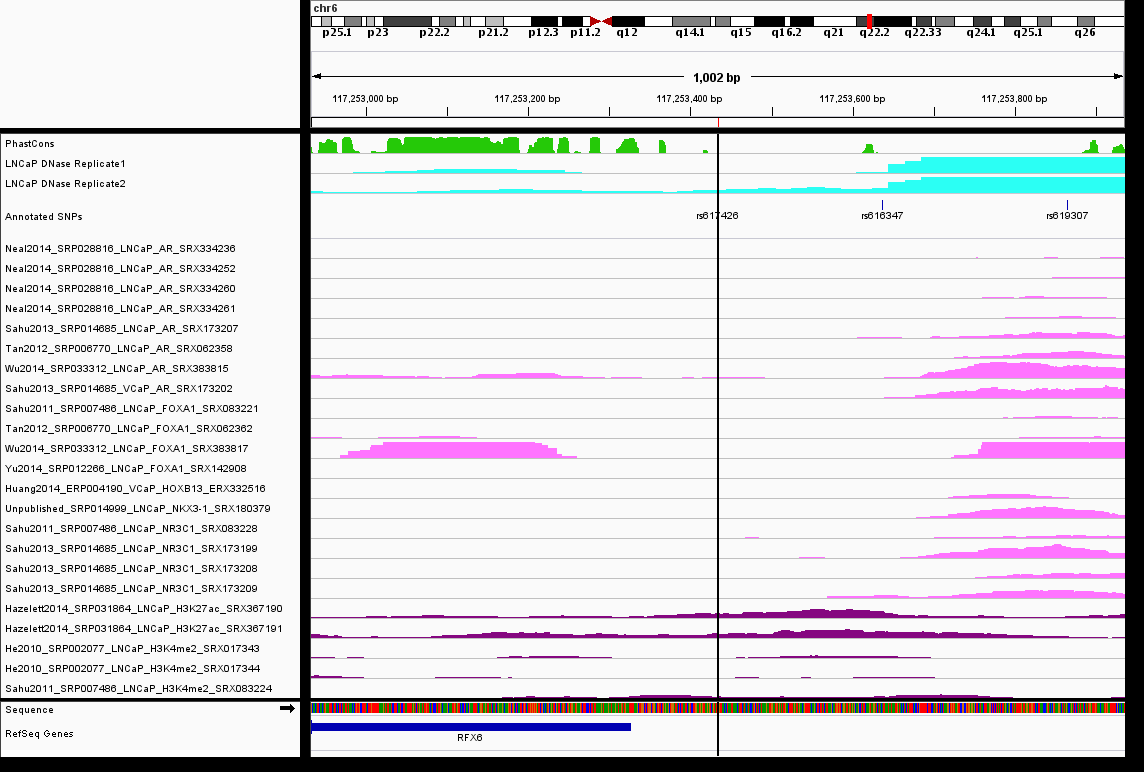 chr6
p25.1 p23 p22.2 p21.2 p12.3 p11.2 q12 q14.1 q15 q16.2 q21 q22.2 q22.33 q24.1 q25.1 q26
1,002 bp
117,253,000 bp 117,253,200 bp 117,253,400 bp 117,253,600 bp 117,253,800 bp
PhastCons
LNCaP DNase Replicate1
LNCaP DNase Replicate2
Annotated SNPs rs617426 rs616347 rs619307
Neal2014_SRP028816_LNCaP_AR_SRX334236
Neal2014_SRP028816_LNCaP_AR_SRX334252
Neal2014_SRP028816_LNCaP_AR_SRX334260
Neal2014_SRP028816_LNCaP_AR_SRX334261
Sahu2013_SRP014685_LNCaP_AR_SRX173207
Tan2012_SRP006770_LNCaP_AR_SRX062358
Wu2014_SRP033312_LNCaP_AR_SRX383815
Sahu2013_SRP014685_VCaP_AR_SRX173202
Sahu2011_SRP007486_LNCaP_FOXA1_SRX083221
Tan2012_SRP006770_LNCaP_FOXA1_SRX062362
Wu2014_SRP033312_LNCaP_FOXA1_SRX383817
Yu2014_SRP012266_LNCaP_FOXA1_SRX142908
Huang2014_ERP004190_VCaP_HOXB13_ERX332516
Unpublished_SRP014999_LNCaP_NKX3-1_SRX180379
Sahu2011_SRP007486_LNCaP_NR3C1_SRX083228
Sahu2013_SRP014685_LNCaP_NR3C1_SRX173199
Sahu2013_SRP014685_LNCaP_NR3C1_SRX173208
Sahu2013_SRP014685_LNCaP_NR3C1_SRX173209
Hazelett2014_SRP031864_LNCaP_H3K27ac_SRX367190
Hazelett2014_SRP031864_LNCaP_H3K27ac_SRX367191
He2010_SRP002077_LNCaP_H3K4me2_SRX017343
He2010_SRP002077_LNCaP_H3K4me2_SRX017344
Sahu2011_SRP007486_LNCaP_H3K4me2_SRX083224
Sequence
RefSeq Genes
RFX6